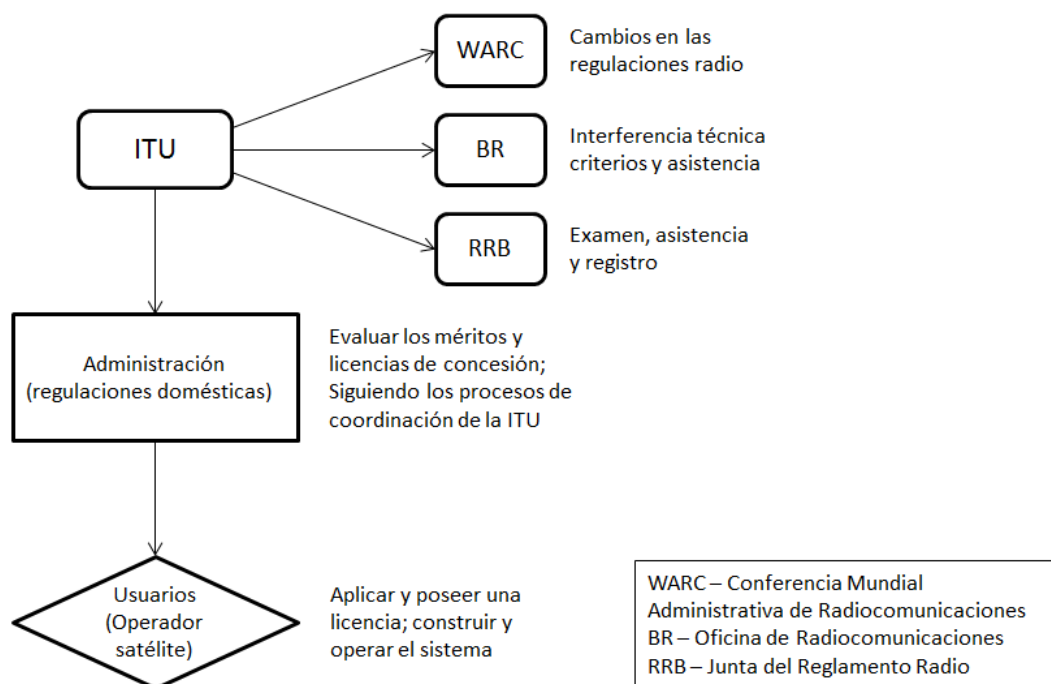 WARC
Cambios en las
regulaciones radio
ITU
BR
Interferencia técnica
criterios y asistencia
RRB
Examen, asistencia
y registro
Administración
(regulaciones domésticas)
Evaluar los méritos y
licencias de concesión;
Siguiendo los procesos de
coordinación de la ITU
Usuarios
(Operador
satélite)
Aplicar y poseer una
licencia; construir y
operar el sistema
WARC – Conferencia Mundial
Administrativa de Radiocomunicaciones
BR – Oficina de Radiocomunicaciones
RRB – Junta del Reglamento Radio